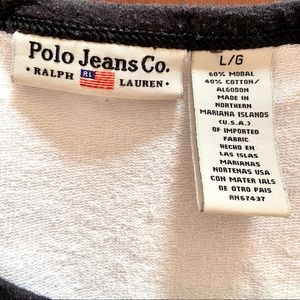 Polo Jeans Co.
• RALPH RL LAUREN •
L/G
60% MODAL
40% COTTON/
ALGODON
MADE IN
NORTHERN
MARIANA ISLANDS
(U.S.A.)
OF IMPORTED
FABRIC
HECHO EN
LAS ISLAS
MARIANAS
NORTENAS USA
CON MATER IALS
DE OTRO PAIS
RN67437